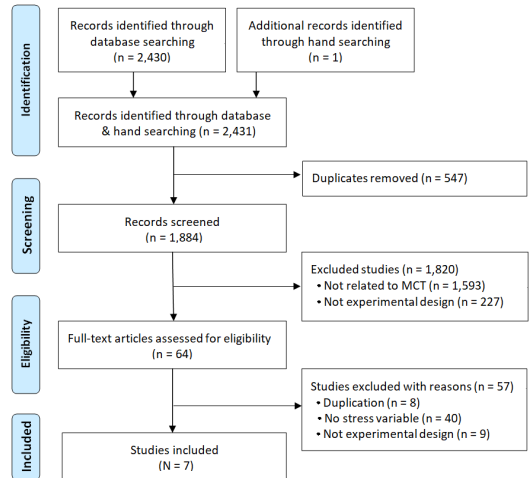 Identification
Records identified through
database searching
(n = 2,430)
Additional records identified
through hand searching
(n = 1)
Records identified through database
& hand searching (n = 2,431)
Duplicates removed (n = 547)
Screening
Records screened
(n = 1,884)
Excluded studies (n = 1,820)
• Not related to MCT (n = 1,593)
• Not experimental design (n = 227)
Eligibility
Full-text articles assessed for eligibility
(n = 64)
Studies excluded with reasons (n = 57)
• Duplication (n = 8)
• No stress variable (n = 40)
• Not experimental design (n = 9)
Included
Studies included
(N = 7)